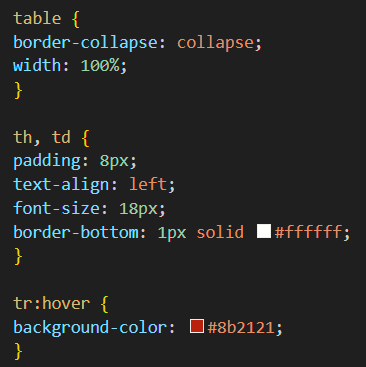 table {
border-collapse: collapse;
width: 100%;
}
th, td {
padding: 8px;
text-align: left;
font-size: 18px;
border-bottom: 1px solid #ffffff;
}
tr:hover {
background-color: #8b2121;
}